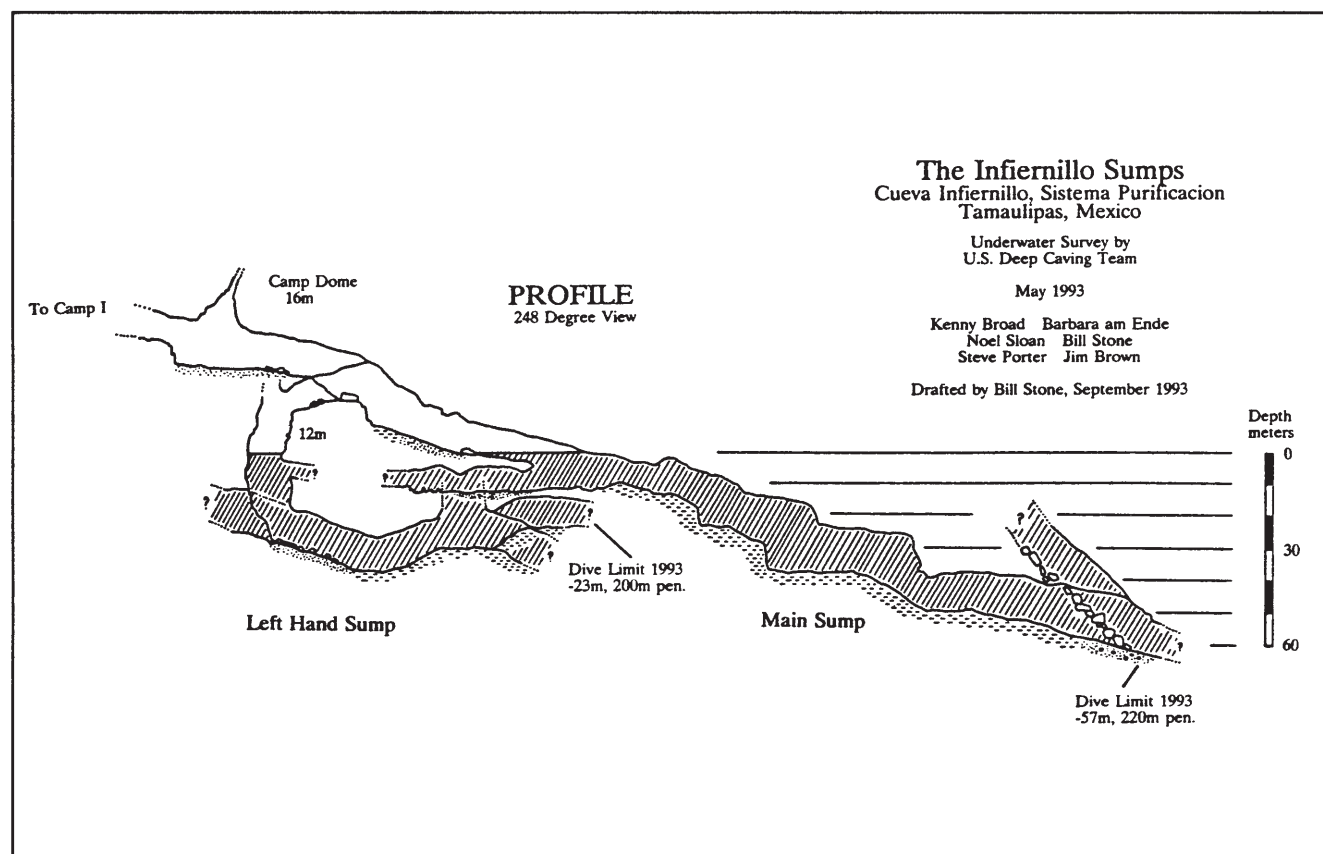 The Infiernillo Sumps
Cueva Infiernillo, Sistema Purificacion
Tamaulipas, Mexico
Underwater Survey by
U.S. Deep Caving Team
May 1993
Kenny Broad Barbara am Ende
Noel Sloan Bill Stone
Steve Porter Jim Brown
Drafted by Bill Stone, September 1993
PROFILE
248 Degree View
Camp Dome
16m
To Camp I
12m
?
?
?
?
?
?
?
Dive Limit 1993
-23m, 200m pen.
Left Hand Sump
Main Sump
Dive Limit 1993
-57m, 220m pen.
Depth
meters
0
30
60